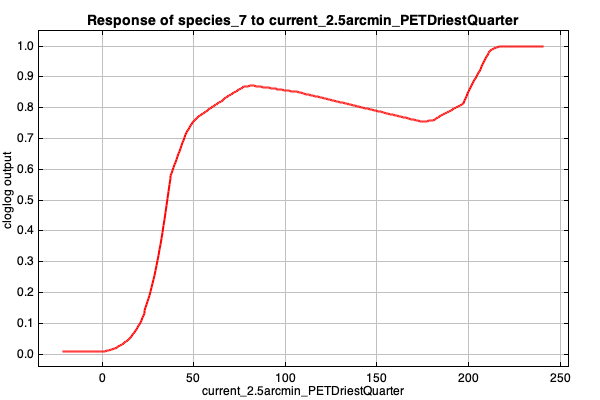 Response of species_7 to current_2.5arcmin_PETDriestQuarter
1.0
0.9
0.8
0.7
0.6
0.5
0.4
0.3
0.2
0.1
0.0
cloglog output
0 50 100 150 200 250
current_2.5arcmin_PETDriestQuarter